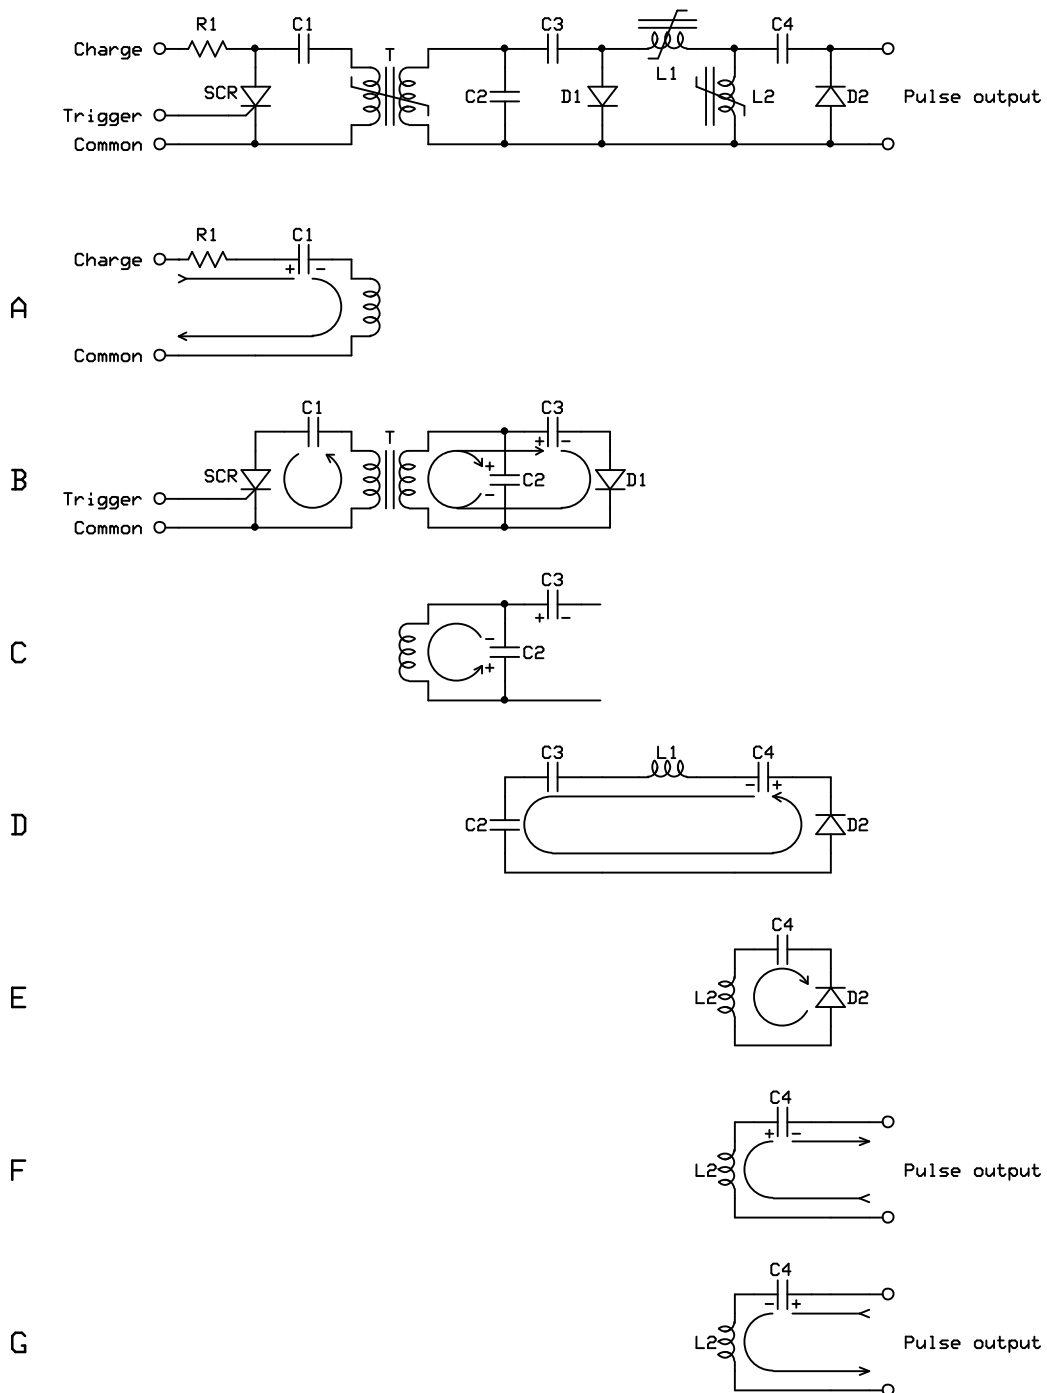 R1 C1 C3 C4
Charge T
L1
SCR C2 D1 L2 D2 Pulse output
Trigger
Common
R1 C1
Charge
+ -
A
Common
C1 C3
T
+ -
+
SCR C2 D1
B
-
Trigger
Common
C3
+ -
-
C C2
+
C3 L1 C4
- +
D C2 D2
C4
E L2 D2
C4
+ -
F L2 Pulse output
C4
- +
G L2 Pulse output